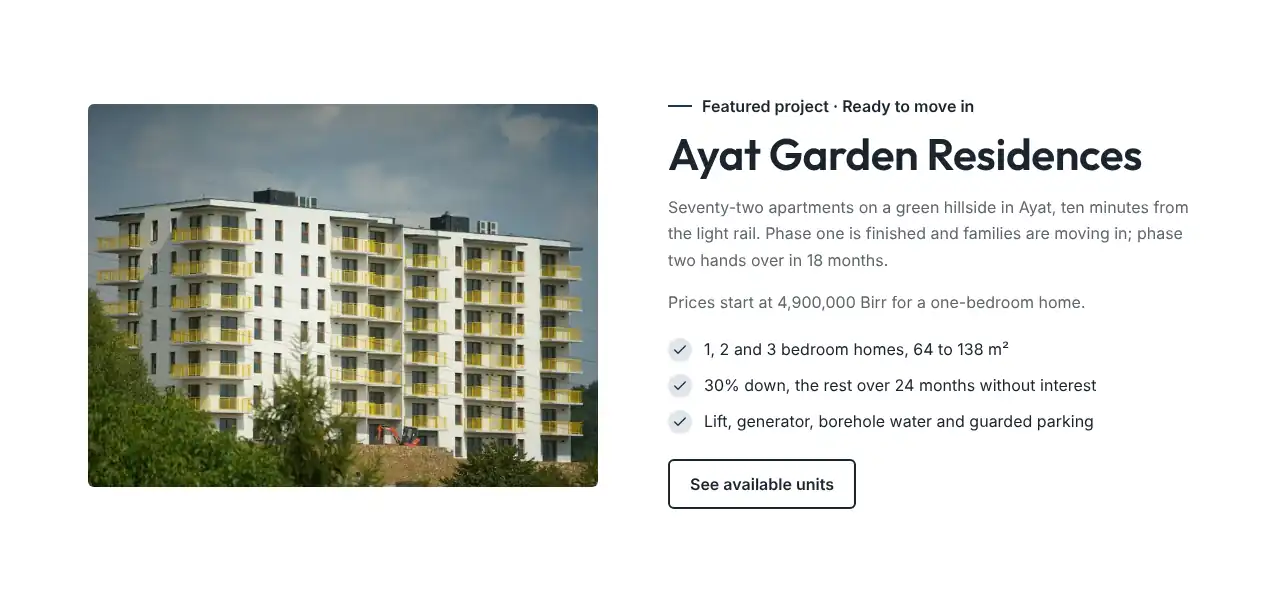 Featured project · Ready to move in
Ayat Garden Residences
Seventy-two apartments on a green hillside in Ayat, ten minutes from
the light rail. Phase one is finished and families are moving in; phase
two hands over in 18 months.
Prices start at 4,900,000 Birr for a one-bedroom home.
1, 2 and 3 bedroom homes, 64 to 138 m²
30% down, the rest over 24 months without interest
Lift, generator, borehole water and guarded parking
See available units